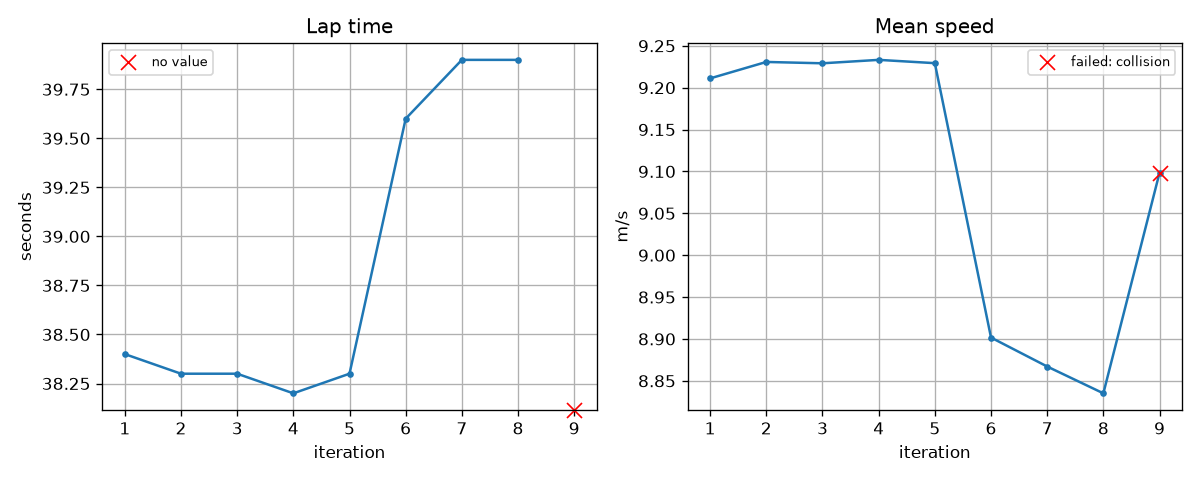 Lap time
no value
39.75
39.50
39.25
39.00
38.75
38.50
38.25
seconds
1 2 3 4 5 6 7 8 9
iteration
Mean speed
failed: collision
9.25
9.20
9.15
9.10
9.05
9.00
8.95
8.90
8.85
m/s
1 2 3 4 5 6 7 8 9
iteration